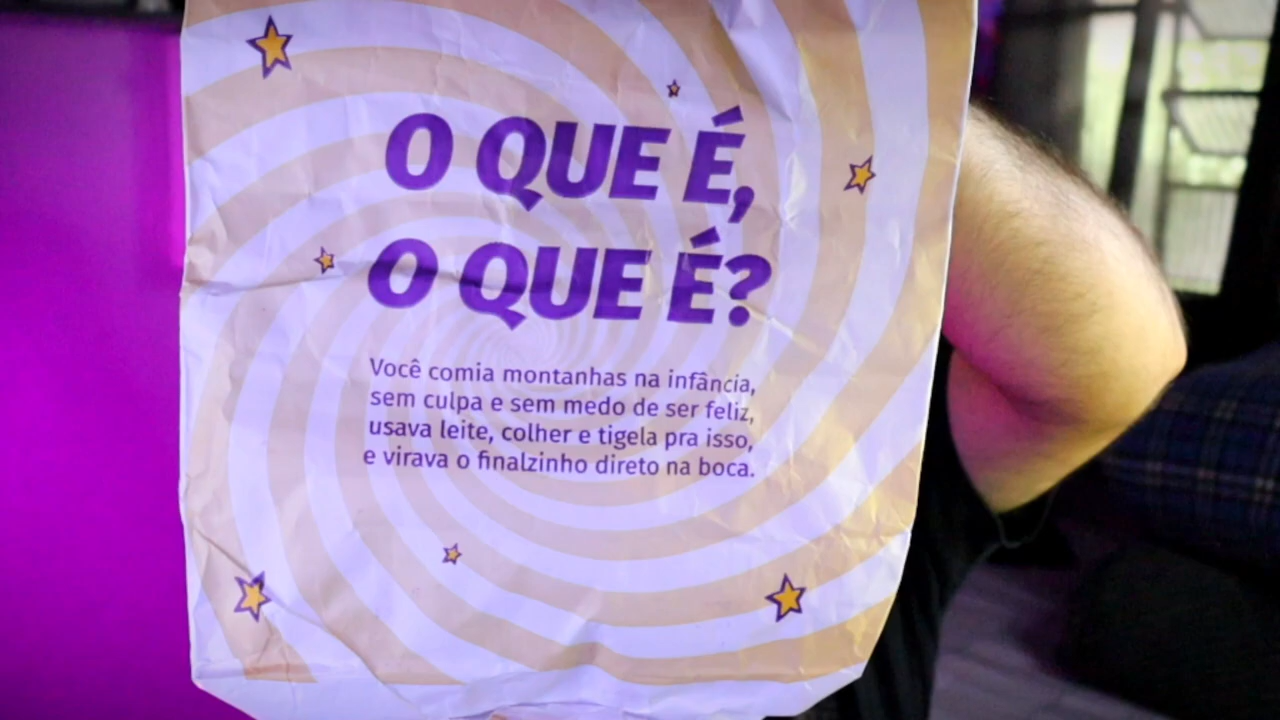 O QUE É,
O QUE É?
Você comia montanhas na infância,
sem culpa e sem medo de ser feliz,
usava leite, colher e tigela pra isso,
e virava o finalzinho direto na boca.